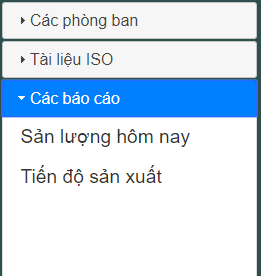 Các phòng ban
Tài liệu ISO
Các báo cáo
Sản lượng hôm nay
Tiến độ sản xuất